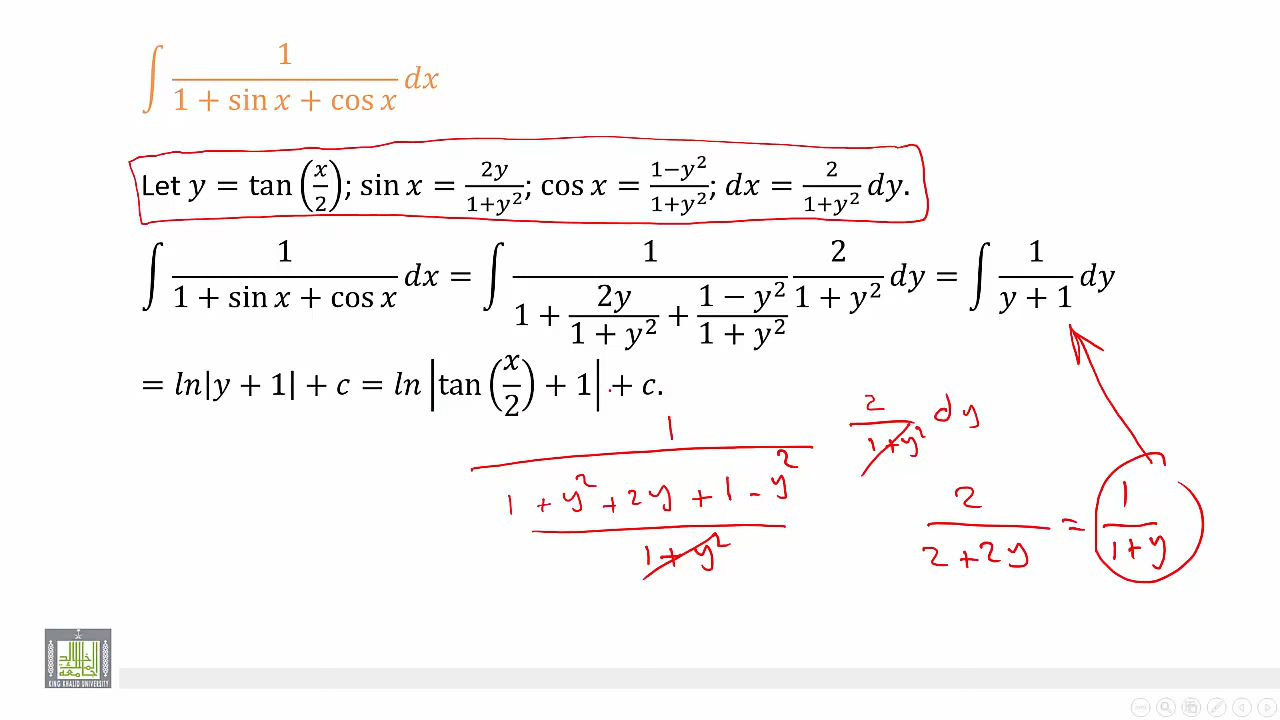 ∫ 1/(1 + sin x + cos x) dx
Let y = tan(x/2); sin x = 2y/(1+y²); cos x = (1−y²)/(1+y²); dx = 2/(1+y²) dy.
∫ 1/(1 + sin x + cos x) dx = ∫ 1/(1 + 2y/(1 + y²) + (1 − y²)/(1 + y²)) 2/(1 + y²) dy = ∫ 1/(y + 1) dy
= ln|y + 1| + c = ln |tan(x/2) + 1| + c.
1/((1 + y² + 2y + 1 - y²)/(1 + y²)) 2/(1 + y²) dy
2/(2 + 2y) = 1/(1 + y)
KING KHALID UNIVERSITY